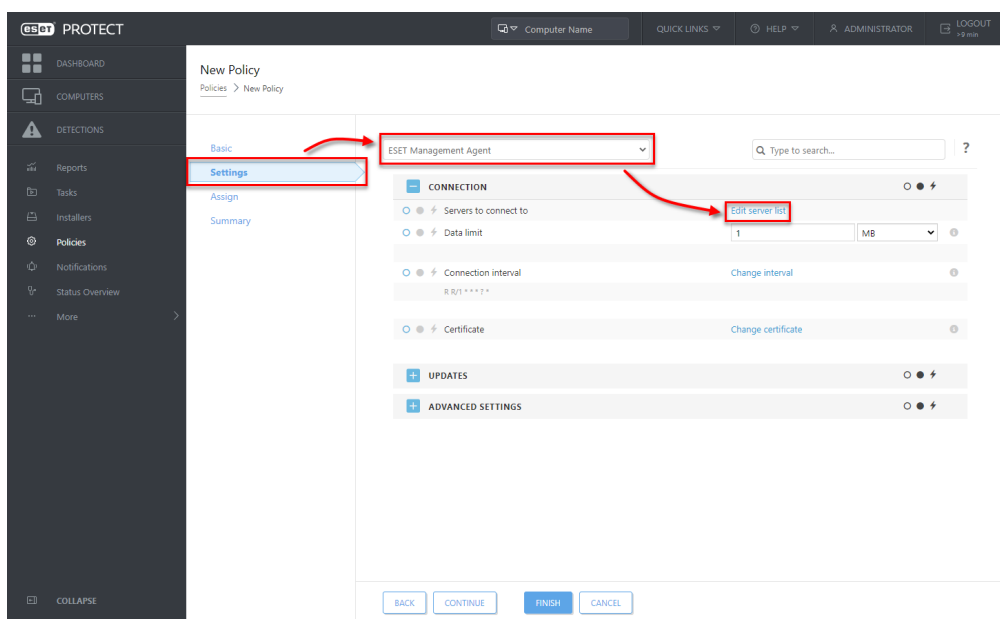 eset PROTECT
Computer Name
QUICK LINKS
HELP
ADMINISTRATOR
LOGOUT
>9 min
DASHBOARD
COMPUTERS
DETECTIONS
Reports
Tasks
Installers
Policies
Notifications
Status Overview
More
COLLAPSE
New Policy
Policies > New Policy
Basic
Settings
Assign
Summary
ESET Management Agent
Type to search...
?
CONNECTION
Servers to connect to
Edit server list
Data limit
1
MB
Connection interval
Change interval
R R/1 * * * ? *
Certificate
Change certificate
UPDATES
ADVANCED SETTINGS
BACK
CONTINUE
FINISH
CANCEL